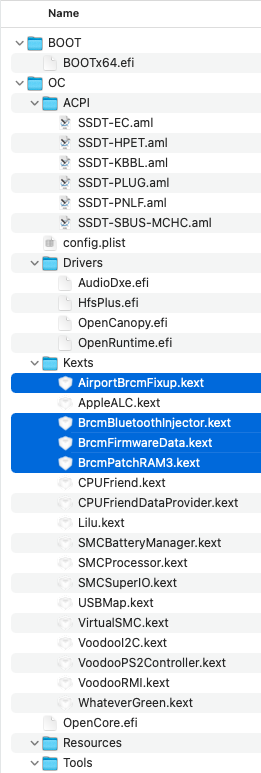 Name
BOOT
BOOTx64.efi
OC
ACPI
SSDT-EC.aml
SSDT-HPET.aml
SSDT-KBBL.aml
SSDT-PLUG.aml
SSDT-PNLF.aml
SSDT-SBUS-MCHC.aml
config.plist
Drivers
AudioDxe.efi
HfsPlus.efi
OpenCanopy.efi
OpenRuntime.efi
Kexts
AirportBrcmFixup.kext
AppleALC.kext
BrcmBluetoothInjector.kext
BrcmFirmwareData.kext
BrcmPatchRAM3.kext
CPUFriend.kext
CPUFriendDataProvider.kext
Lilu.kext
SMCBatteryManager.kext
SMCProcessor.kext
SMCSuperIO.kext
USBMap.kext
VirtualSMC.kext
VoodooI2C.kext
VoodooPS2Controller.kext
VoodooRMI.kext
WhateverGreen.kext
OpenCore.efi
Resources
Tools